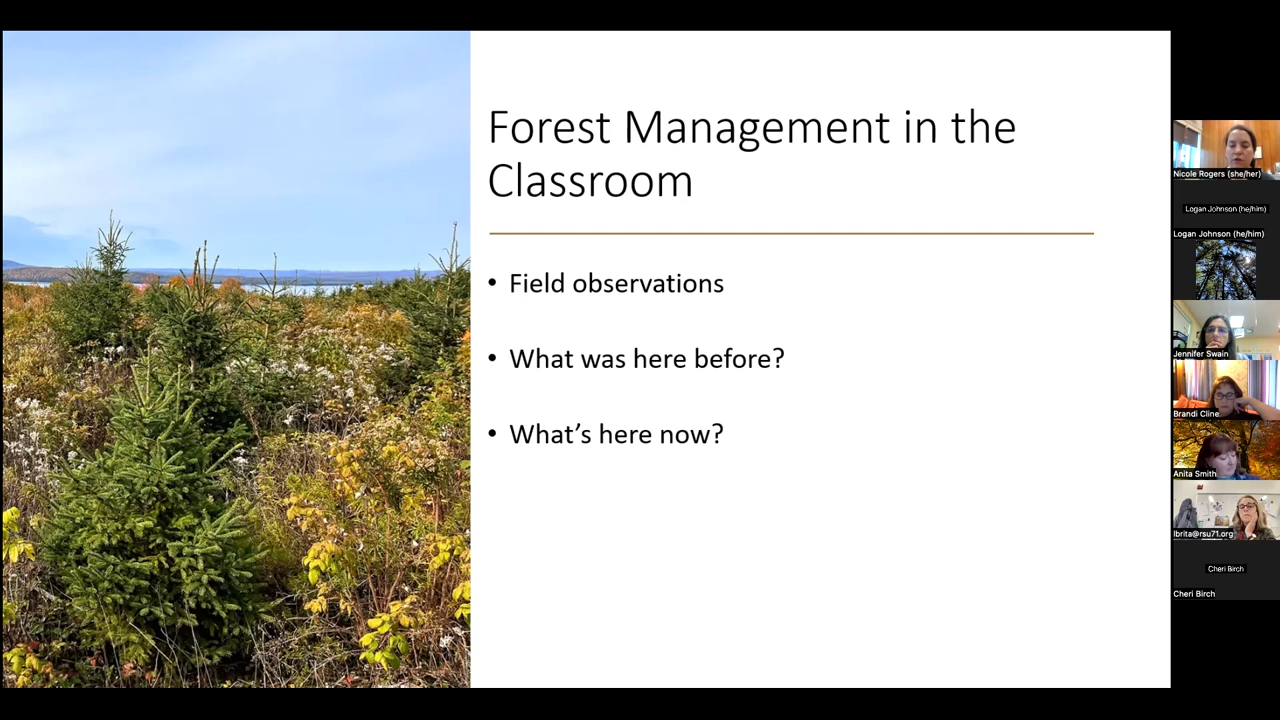 Forest Management in the
Classroom
• Field observations
• What was here before?
• What’s here now?
Nicole Rogers (she/her)
Logan Johnson (he/him)
Logan Johnson (he/him)
Jennifer Swain
Brandi Cline
Anita Smith
lbrita@rsu71.org
Cheri Birch
Cheri Birch